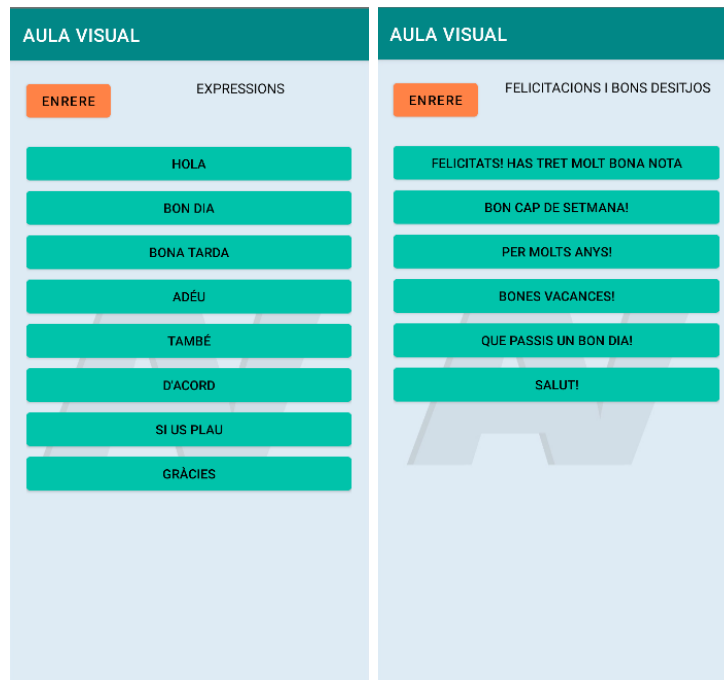 AULA VISUAL
ENRERE
EXPRESSIONS
HOLA
BON DIA
BONA TARDA
ADÉU
TAMBÉ
D'ACORD
SI US PLAU
GRÀCIES
AULA VISUAL
ENRERE
FELICITACIONS I BONS DESITJOS
FELICITATS! HAS TRET MOLT BONA NOTA
BON CAP DE SETMANA!
PER MOLTS ANYS!
BONES VACANCES!
QUE PASSIS UN BON DIA!
SALUT!